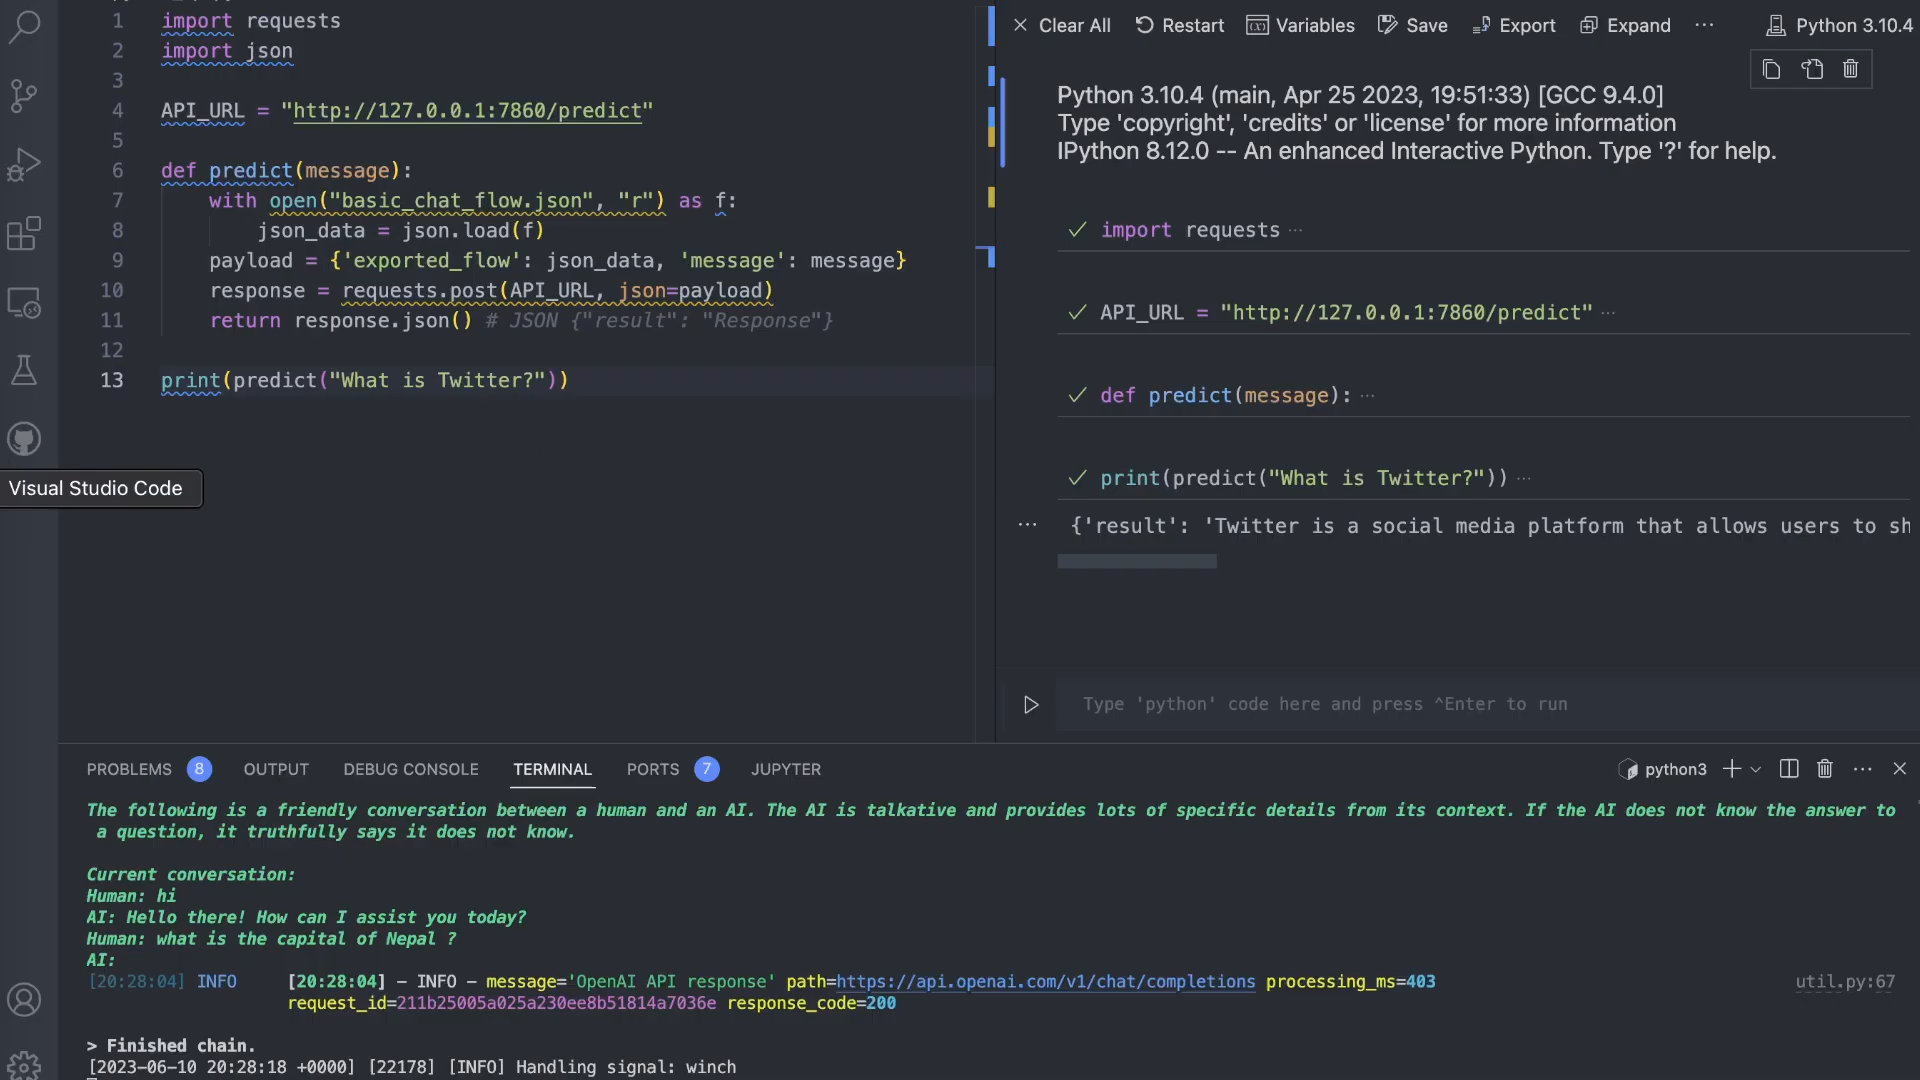 1 import requests
2 import json
3
4 API_URL = "http://127.0.0.1:7860/predict"
5
6 def predict(message):
7 with open("basic_chat_flow.json", "r") as f:
8 json_data = json.load(f)
9 payload = {'exported_flow': json_data, 'message': message}
10 response = requests.post(API_URL, json=payload)
11 return response.json() # JSON {"result": "Response"}
12
13 print(predict("What is Twitter?"))
Visual Studio Code
Clear All Restart Variables Save Export Expand ··· Python 3.10.4
Python 3.10.4 (main, Apr 25 2023, 19:51:33) [GCC 9.4.0]
Type 'copyright', 'credits' or 'license' for more information
IPython 8.12.0 -- An enhanced Interactive Python. Type '?' for help.
import requests ···
API_URL = "http://127.0.0.1:7860/predict" ···
def predict(message): ···
print(predict("What is Twitter?")) ···
··· {'result': 'Twitter is a social media platform that allows users to sh
Type 'python' code here and press ^Enter to run
PROBLEMS 8 OUTPUT DEBUG CONSOLE TERMINAL PORTS 7 JUPYTER python3
The following is a friendly conversation between a human and an AI. The AI is talkative and provides lots of specific details from its context. If the AI does not know the answer to
a question, it truthfully says it does not know.
Current conversation:
Human: hi
AI: Hello there! How can I assist you today?
Human: what is the capital of Nepal ?
AI:
[20:28:04] INFO [20:28:04] - INFO - message='OpenAI API response' path=https://api.openai.com/v1/chat/completions processing_ms=403 util.py:67
request_id=211b25005a025a230ee8b51814a7036e response_code=200
> Finished chain.
[2023-06-10 20:28:18 +0000] [22178] [INFO] Handling signal: winch